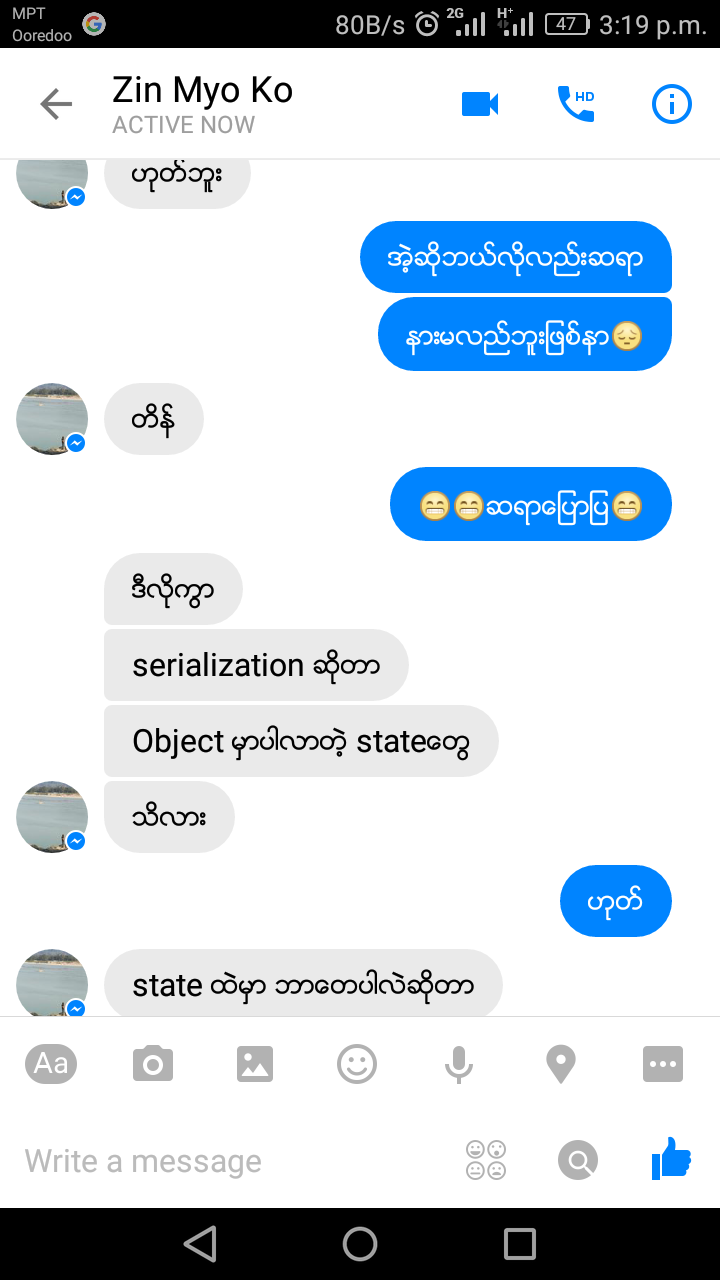 MPT
Ooredoo
80B/s 2G H+ 47 3:19 p.m.
Zin Myo Ko
ACTIVE NOW
HD
ဟုတ်ဘူး
အဲ့ဆိုဘယ်လိုလည်းဆရာ
နားမလည်ဘူးဖြစ်နာ😔
တိန်
😁😁ဆရာပြောပြ😁
ဒီလိုကွာ
serialization ဆိုတာ
Object မှာပါလာတဲ့ stateတွေ
သိလား
ဟုတ်
state ထဲမှာ ဘာတေပါလဲဆိုတာ
Aa
Write a message